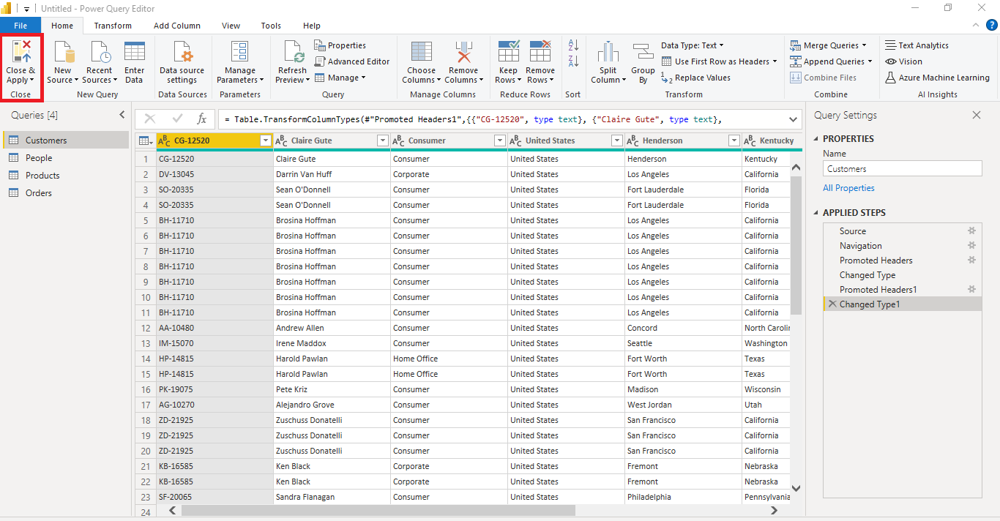 Untitled - Power Query Editor
File Home Transform Add Column View Tools Help
Close & Apply
Close
New Source
Recent Sources
Enter Data
New Query
Data source settings
Data Sources
Manage Parameters
Parameters
Refresh Preview
Properties
Advanced Editor
Manage
Query
Choose Columns
Remove Columns
Manage Columns
Keep Rows
Remove Rows
Reduce Rows
Sort
Split Column
Group By
Data Type: Text
Use First Row as Headers
Replace Values
Transform
Merge Queries
Append Queries
Combine Files
Combine
Text Analytics
Vision
Azure Machine Learning
AI Insights
Queries [4]
Customers
People
Products
Orders
fx = Table.TransformColumnTypes(#"Promoted Headers1",{{"CG-12520", type text}, {"Claire Gute", type text},
CG-12520 Claire Gute Consumer United States Henderson Kentucky
1 CG-12520 Claire Gute Consumer United States Henderson Kentucky
2 DV-13045 Darrin Van Huff Corporate United States Los Angeles California
3 SO-20335 Sean O'Donnell Consumer United States Fort Lauderdale Florida
4 SO-20335 Sean O'Donnell Consumer United States Fort Lauderdale Florida
5 BH-11710 Brosina Hoffman Consumer United States Los Angeles California
6 BH-11710 Brosina Hoffman Consumer United States Los Angeles California
7 BH-11710 Brosina Hoffman Consumer United States Los Angeles California
8 BH-11710 Brosina Hoffman Consumer United States Los Angeles California
9 BH-11710 Brosina Hoffman Consumer United States Los Angeles California
10 BH-11710 Brosina Hoffman Consumer United States Los Angeles California
11 BH-11710 Brosina Hoffman Consumer United States Los Angeles California
12 AA-10480 Andrew Allen Consumer United States Concord North Carolin
13 IM-15070 Irene Maddox Consumer United States Seattle Washington
14 HP-14815 Harold Pawlan Home Office United States Fort Worth Texas
15 HP-14815 Harold Pawlan Home Office United States Fort Worth Texas
16 PK-19075 Pete Kriz Consumer United States Madison Wisconsin
17 AG-10270 Alejandro Grove Consumer United States West Jordan Utah
18 ZD-21925 Zuschuss Donatelli Consumer United States San Francisco California
19 ZD-21925 Zuschuss Donatelli Consumer United States San Francisco California
20 ZD-21925 Zuschuss Donatelli Consumer United States San Francisco California
21 KB-16585 Ken Black Corporate United States Fremont Nebraska
22 KB-16585 Ken Black Corporate United States Fremont Nebraska
23 SF-20065 Sandra Flanagan Consumer United States Philadelphia Pennsylvania
24
Query Settings
PROPERTIES
Name
Customers
All Properties
APPLIED STEPS
Source
Navigation
Promoted Headers
Changed Type
Promoted Headers1
Changed Type1